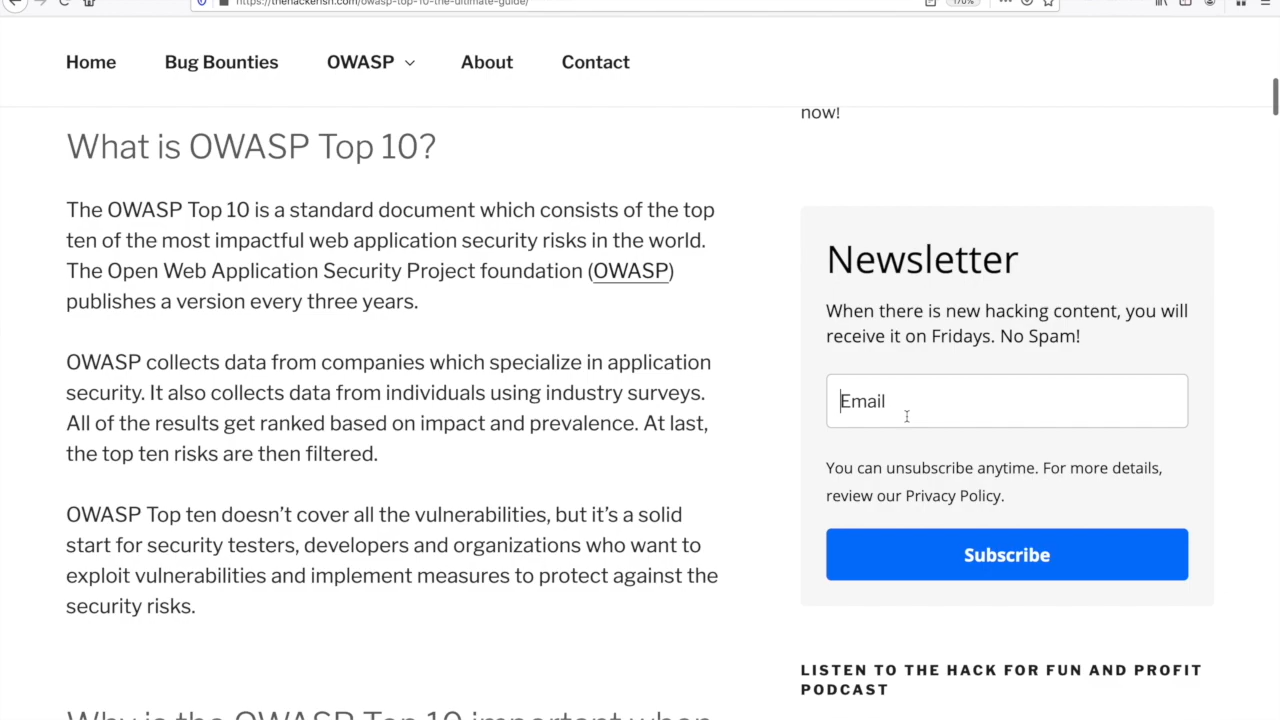 https://thehackerish.com/owasp-top-10-the-ultimate-guide/
170%
Home
Bug Bounties
OWASP
About
Contact
now!
What is OWASP Top 10?
The OWASP Top 10 is a standard document which consists of the top
ten of the most impactful web application security risks in the world.
The Open Web Application Security Project foundation (OWASP)
publishes a version every three years.
OWASP collects data from companies which specialize in application
security. It also collects data from individuals using industry surveys.
All of the results get ranked based on impact and prevalence. At last,
the top ten risks are then filtered.
OWASP Top ten doesn’t cover all the vulnerabilities, but it’s a solid
start for security testers, developers and organizations who want to
exploit vulnerabilities and implement measures to protect against the
security risks.
Why is the OWASP Top 10 important when
Newsletter
When there is new hacking content, you will
receive it on Fridays. No Spam!
Email
You can unsubscribe anytime. For more details,
review our Privacy Policy.
Subscribe
LISTEN TO THE HACK FOR FUN AND PROFIT
PODCAST